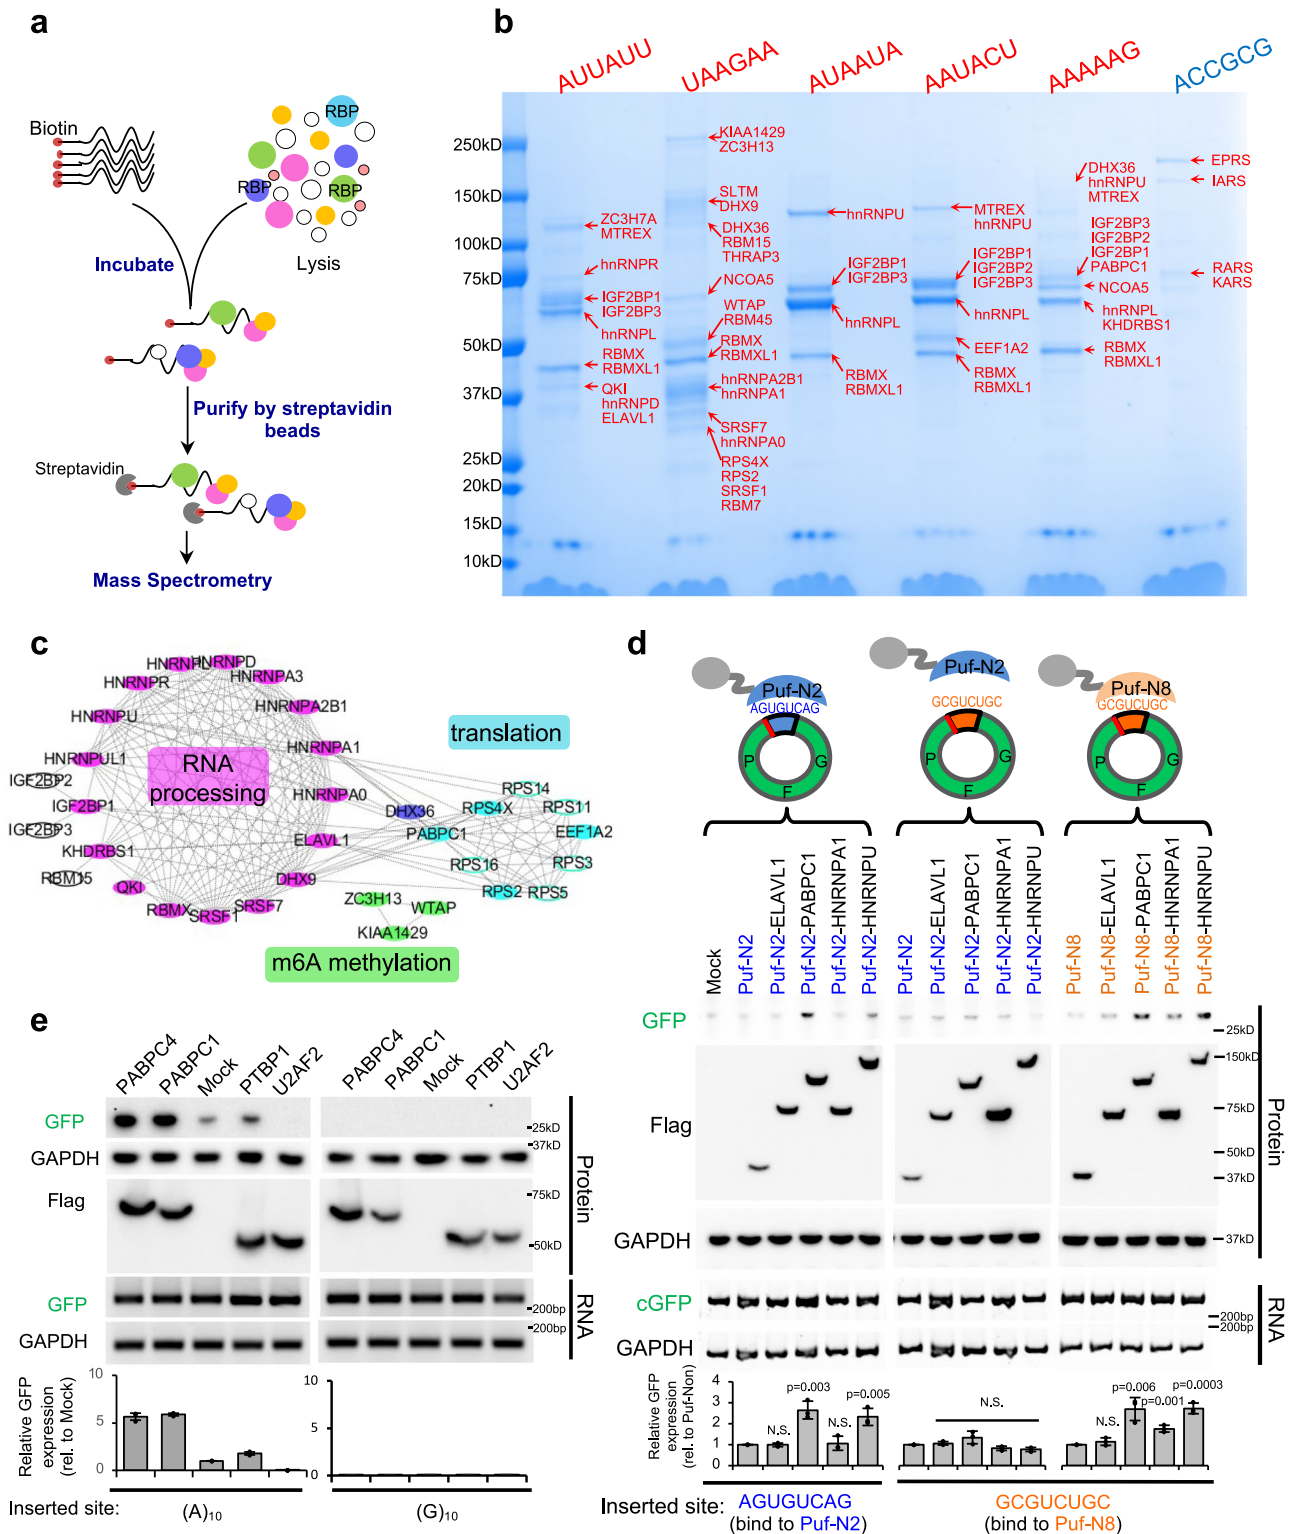 a
Biotin
RBP
RBP
RBP
Incubate
Lysis
Purify by streptavidin
beads
Streptavidin
Mass Spectrometry
b
AUUAUU
UAAGAA
AUAAUA
AAUACU
AAAAAG
ACCGCG
250kD
150kD
100kD
75kD
50kD
37kD
25kD
20kD
15kD
10kD
ZC3H7A
MTREX
hnRNPR
IGF2BP1
IGF2BP3
hnRNPL
RBMX
RBMXL1
QKI
hnRNPD
ELAVL1
KIAA1429
ZC3H13
SLTM
DHX9
DHX36
RBM15
THRAP3
NCOA5
WTAP
RBM45
RBMX
RBMXL1
hnRNPA2B1
hnRNPA1
SRSF7
hnRNPA0
RPS4X
RPS2
SRSF1
RBM7
hnRNPU
IGF2BP1
IGF2BP3
hnRNPL
RBMX
RBMXL1
MTREX
hnRNPU
IGF2BP1
IGF2BP2
IGF2BP3
hnRNPL
EEF1A2
RBMX
RBMXL1
DHX36
hnRNPU
MTREX
IGF2BP3
IGF2BP2
IGF2BP1
PABPC1
NCOA5
hnRNPL
KHDRBS1
RBMX
RBMXL1
EPRS
IARS
RARS
KARS
c
HNRNPL
HNRNPD
HNRNPR
HNRNPA3
HNRNPU
HNRNPA2B1
HNRNPUL1
HNRNPA1
IGF2BP2
IGF2BP1
HNRNPA0
IGF2BP3
ELAVL1
KHDRBS1
RBM15
DHX9
QKI
RBMX
SRSF1
SRSF7
RNA
processing
translation
DHX36
RPS4X
RPS14
RPS11
PABPC1
EEF1A2
RPS16
RPS3
RPS2
RPS5
ZC3H13
WTAP
KIAA1429
m6A methylation
d
Puf-N2
AGUGUCAG
P
G
F
Puf-N2
GCGUCUGC
P
G
F
Puf-N8
GCGUCUGC
P
G
F
Mock
Puf-N2
Puf-N2-ELAVL1
Puf-N2-PABPC1
Puf-N2-HNRNPA1
Puf-N2-HNRNPU
Puf-N2
Puf-N2-ELAVL1
Puf-N2-PABPC1
Puf-N2-HNRNPA1
Puf-N2-HNRNPU
Puf-N8
Puf-N8-ELAVL1
Puf-N8-PABPC1
Puf-N8-HNRNPA1
Puf-N8-HNRNPU
GFP
25kD
Flag
150kD
75kD
50kD
37kD
GAPDH
37kD
Protein
cGFP
200bp
200bp
GAPDH
RNA
Relative GFP
expression
(rel. to Puf-Non)
4
3
2
1
0
N.S.
p=0.003
N.S.
p=0.005
N.S.
N.S.
p=0.006
p=0.001
p=0.0003
Inserted site:
AGUGUCAG
(bind to Puf-N2)
GCGUCUGC
(bind to Puf-N8)
e
PABPC4
PABPC1
Mock
PTBP1
U2AF2
PABPC4
PABPC1
Mock
PTBP1
U2AF2
GFP
25kD
37kD
GAPDH
Flag
75kD
50kD
Protein
GFP
200bp
200bp
GAPDH
RNA
Relative GFP
expression
(rel. to Mock)
10
5
0
10
5
0
Inserted site:
(A)10
(G)10